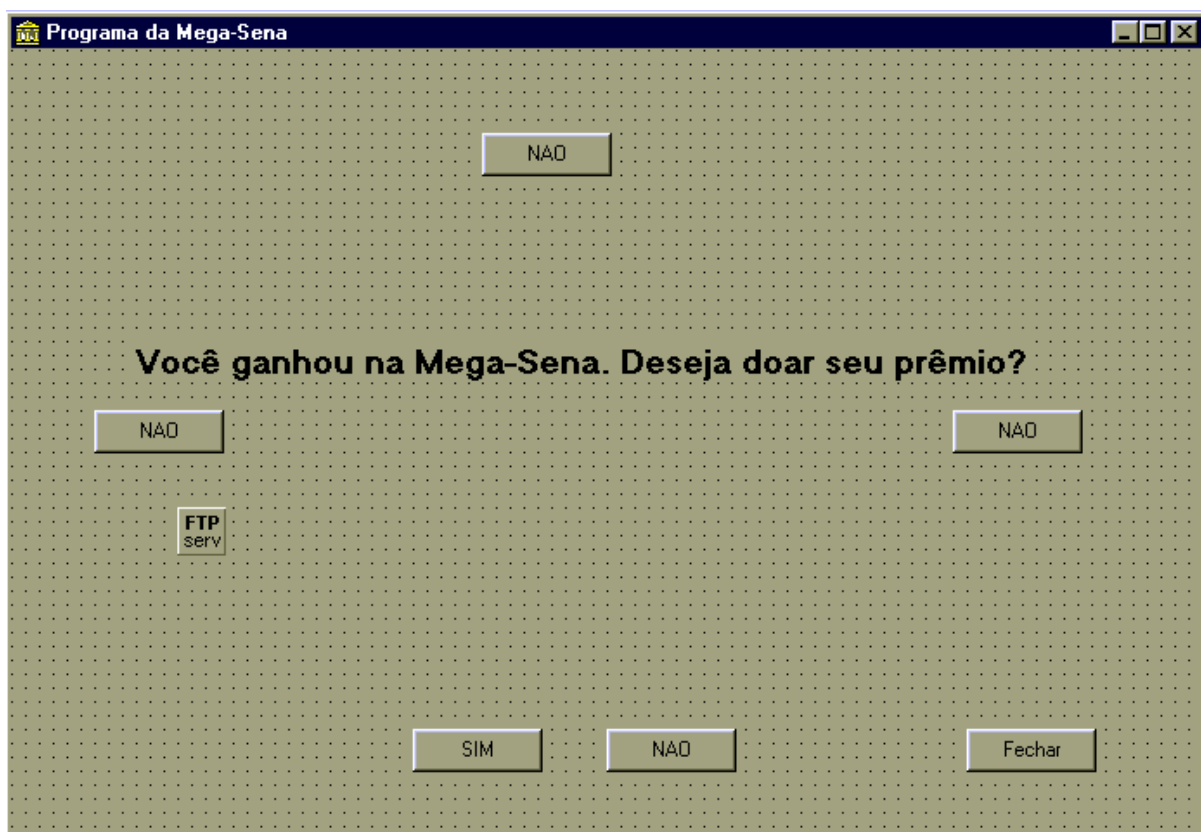 Programa da Mega-Sena
NAO
Você ganhou na Mega-Sena. Deseja doar seu prêmio?
NAO
NAO
FTP
serv
SIM
NAO
Fechar